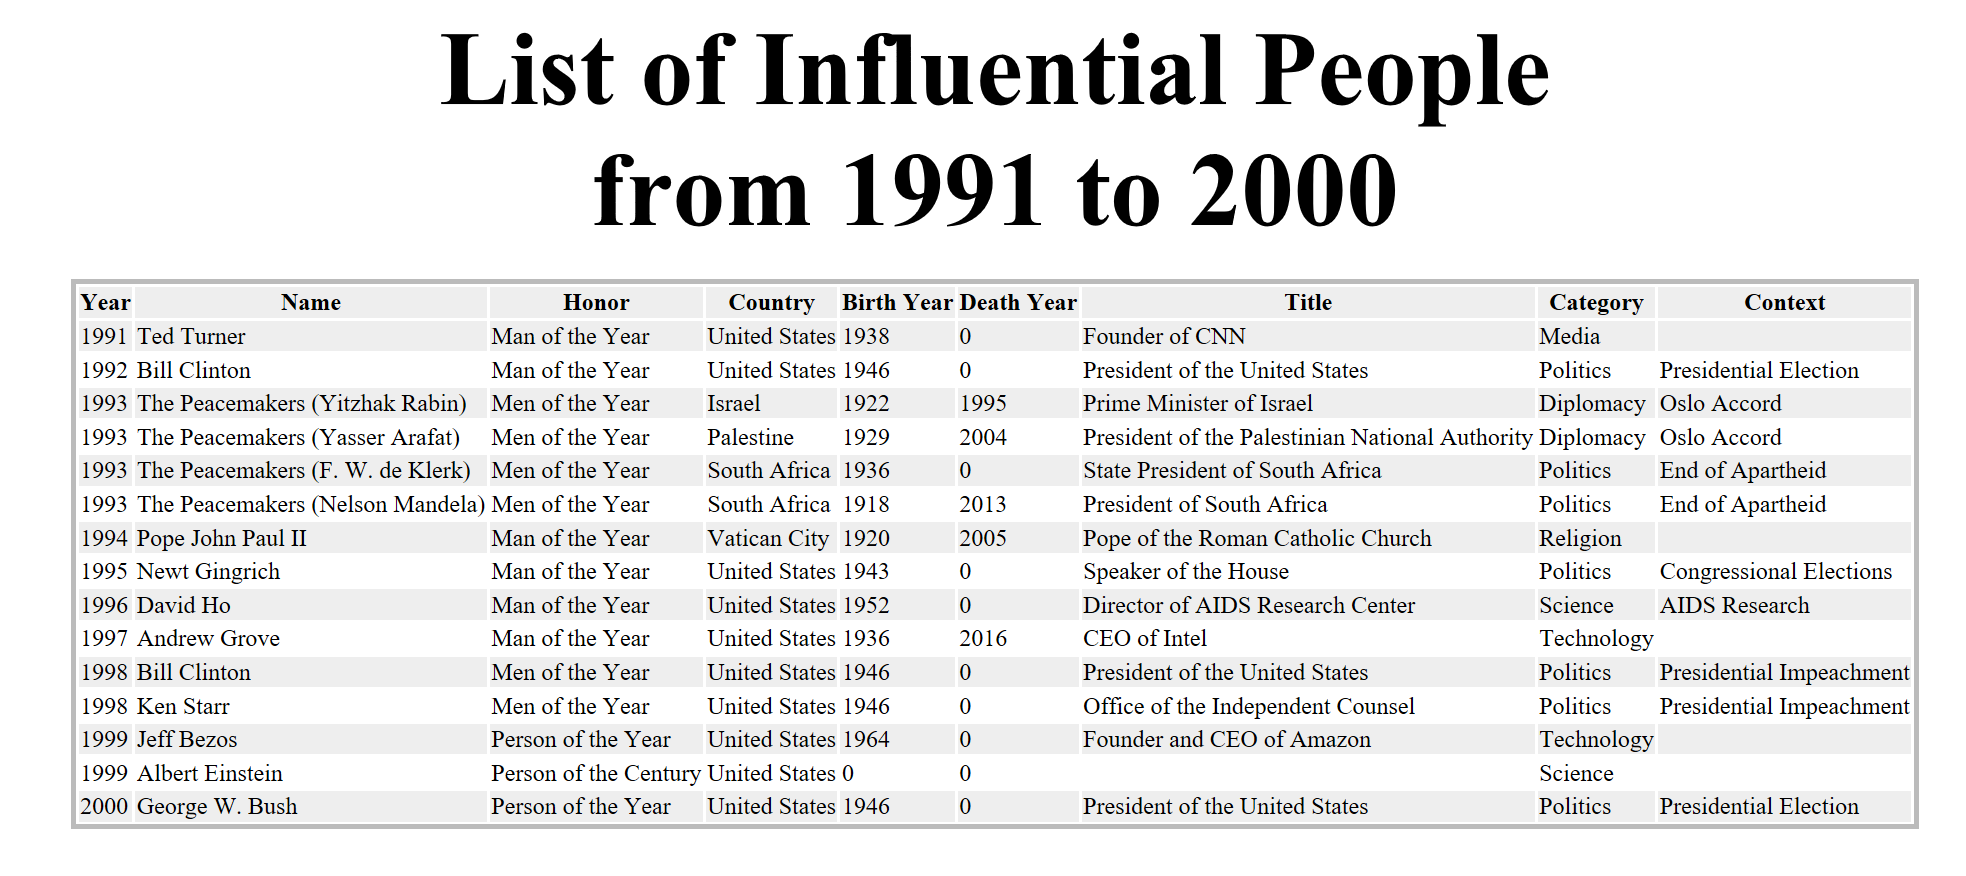 List of Influential People
from 1991 to 2000
Year Name Honor Country Birth Year Death Year Title Category Context
1991 Ted Turner Man of the Year United States 1938 0 Founder of CNN Media
1992 Bill Clinton Man of the Year United States 1946 0 President of the United States Politics Presidential Election
1993 The Peacemakers (Yitzhak Rabin) Men of the Year Israel 1922 1995 Prime Minister of Israel Diplomacy Oslo Accord
1993 The Peacemakers (Yasser Arafat) Men of the Year Palestine 1929 2004 President of the Palestinian National Authority Diplomacy Oslo Accord
1993 The Peacemakers (F. W. de Klerk) Men of the Year South Africa 1936 0 State President of South Africa Politics End of Apartheid
1993 The Peacemakers (Nelson Mandela) Men of the Year South Africa 1918 2013 President of South Africa Politics End of Apartheid
1994 Pope John Paul II Man of the Year Vatican City 1920 2005 Pope of the Roman Catholic Church Religion
1995 Newt Gingrich Man of the Year United States 1943 0 Speaker of the House Politics Congressional Elections
1996 David Ho Man of the Year United States 1952 0 Director of AIDS Research Center Science AIDS Research
1997 Andrew Grove Man of the Year United States 1936 2016 CEO of Intel Technology
1998 Bill Clinton Men of the Year United States 1946 0 President of the United States Politics Presidential Impeachment
1998 Ken Starr Men of the Year United States 1946 0 Office of the Independent Counsel Politics Presidential Impeachment
1999 Jeff Bezos Person of the Year United States 1964 0 Founder and CEO of Amazon Technology
1999 Albert Einstein Person of the Century United States 0 0 Science
2000 George W. Bush Person of the Year United States 1946 0 President of the United States Politics Presidential Election